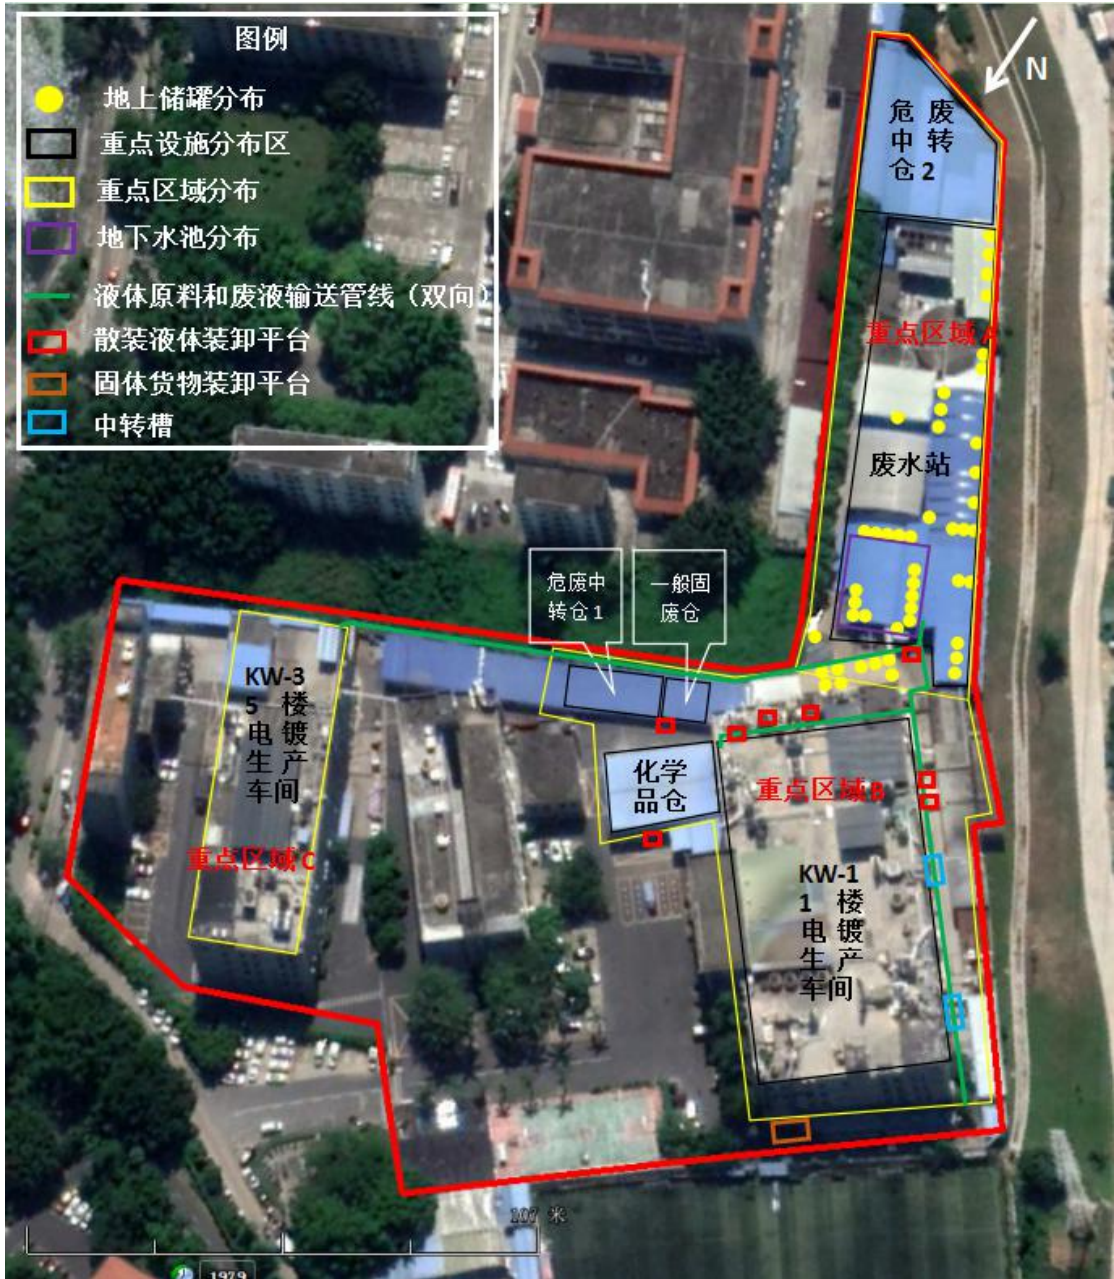 图例
地上储罐分布
重点设施分布区
重点区域分布
地下水池分布
液体原料和废液输送管线（双向）
散装液体装卸平台
固体货物装卸平台
中转槽
N
危 废
中 转
仓 2
重点区域 A
废水站
危废中
转仓 1
一般固
废仓
KW-3
5 楼
电 镀
生 产
车间
重点区域 C
化学
品仓
重点区域B
KW-1
1 楼
电 镀
生 产
车间
107 米
1979